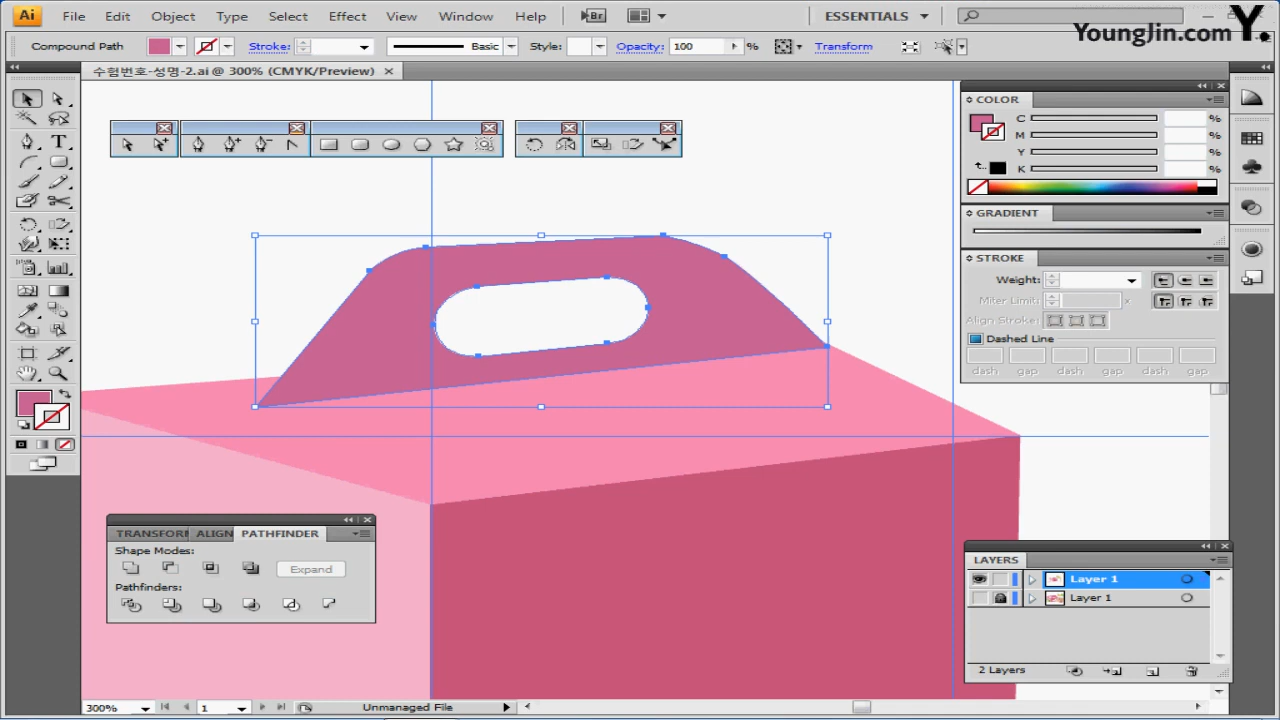 Ai File Edit Object Type Select Effect View Window Help Br ESSENTIALS
YoungJin.com Y.
Compound Path Stroke: Basic Style: Opacity: 100 % Transform
수험번호-성명-2.ai @ 300% (CMYK/Preview)
COLOR
C %
M %
Y %
K %
GRADIENT
STROKE
Weight:
Miter Limit: x
Align Stroke:
Dashed Line
dash gap dash gap dash gap
TRANSFORM ALIGN PATHFINDER
Shape Modes:
Expand
Pathfinders:
LAYERS
Layer 1
Layer 1
2 Layers
300% 1 Unmanaged File